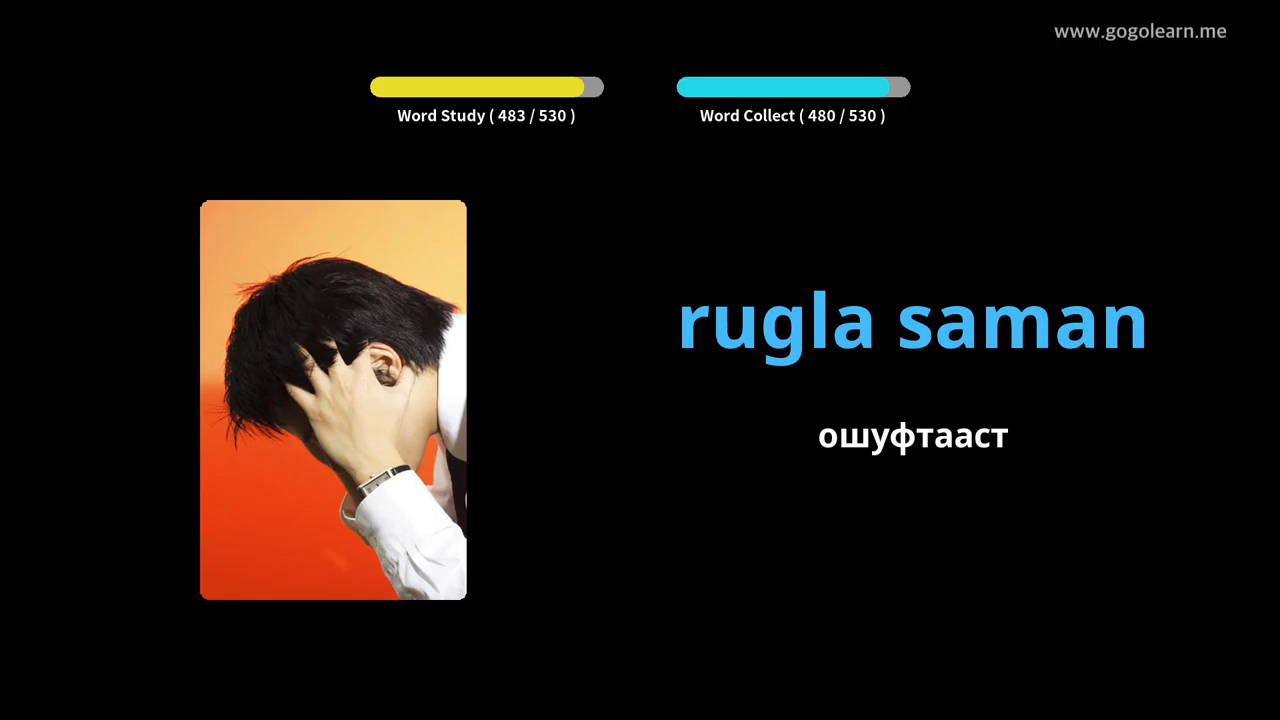 www.gogolearn.me
Word Study ( 483 / 530 )
Word Collect ( 480 / 530 )
rugla saman
ошуфтааст